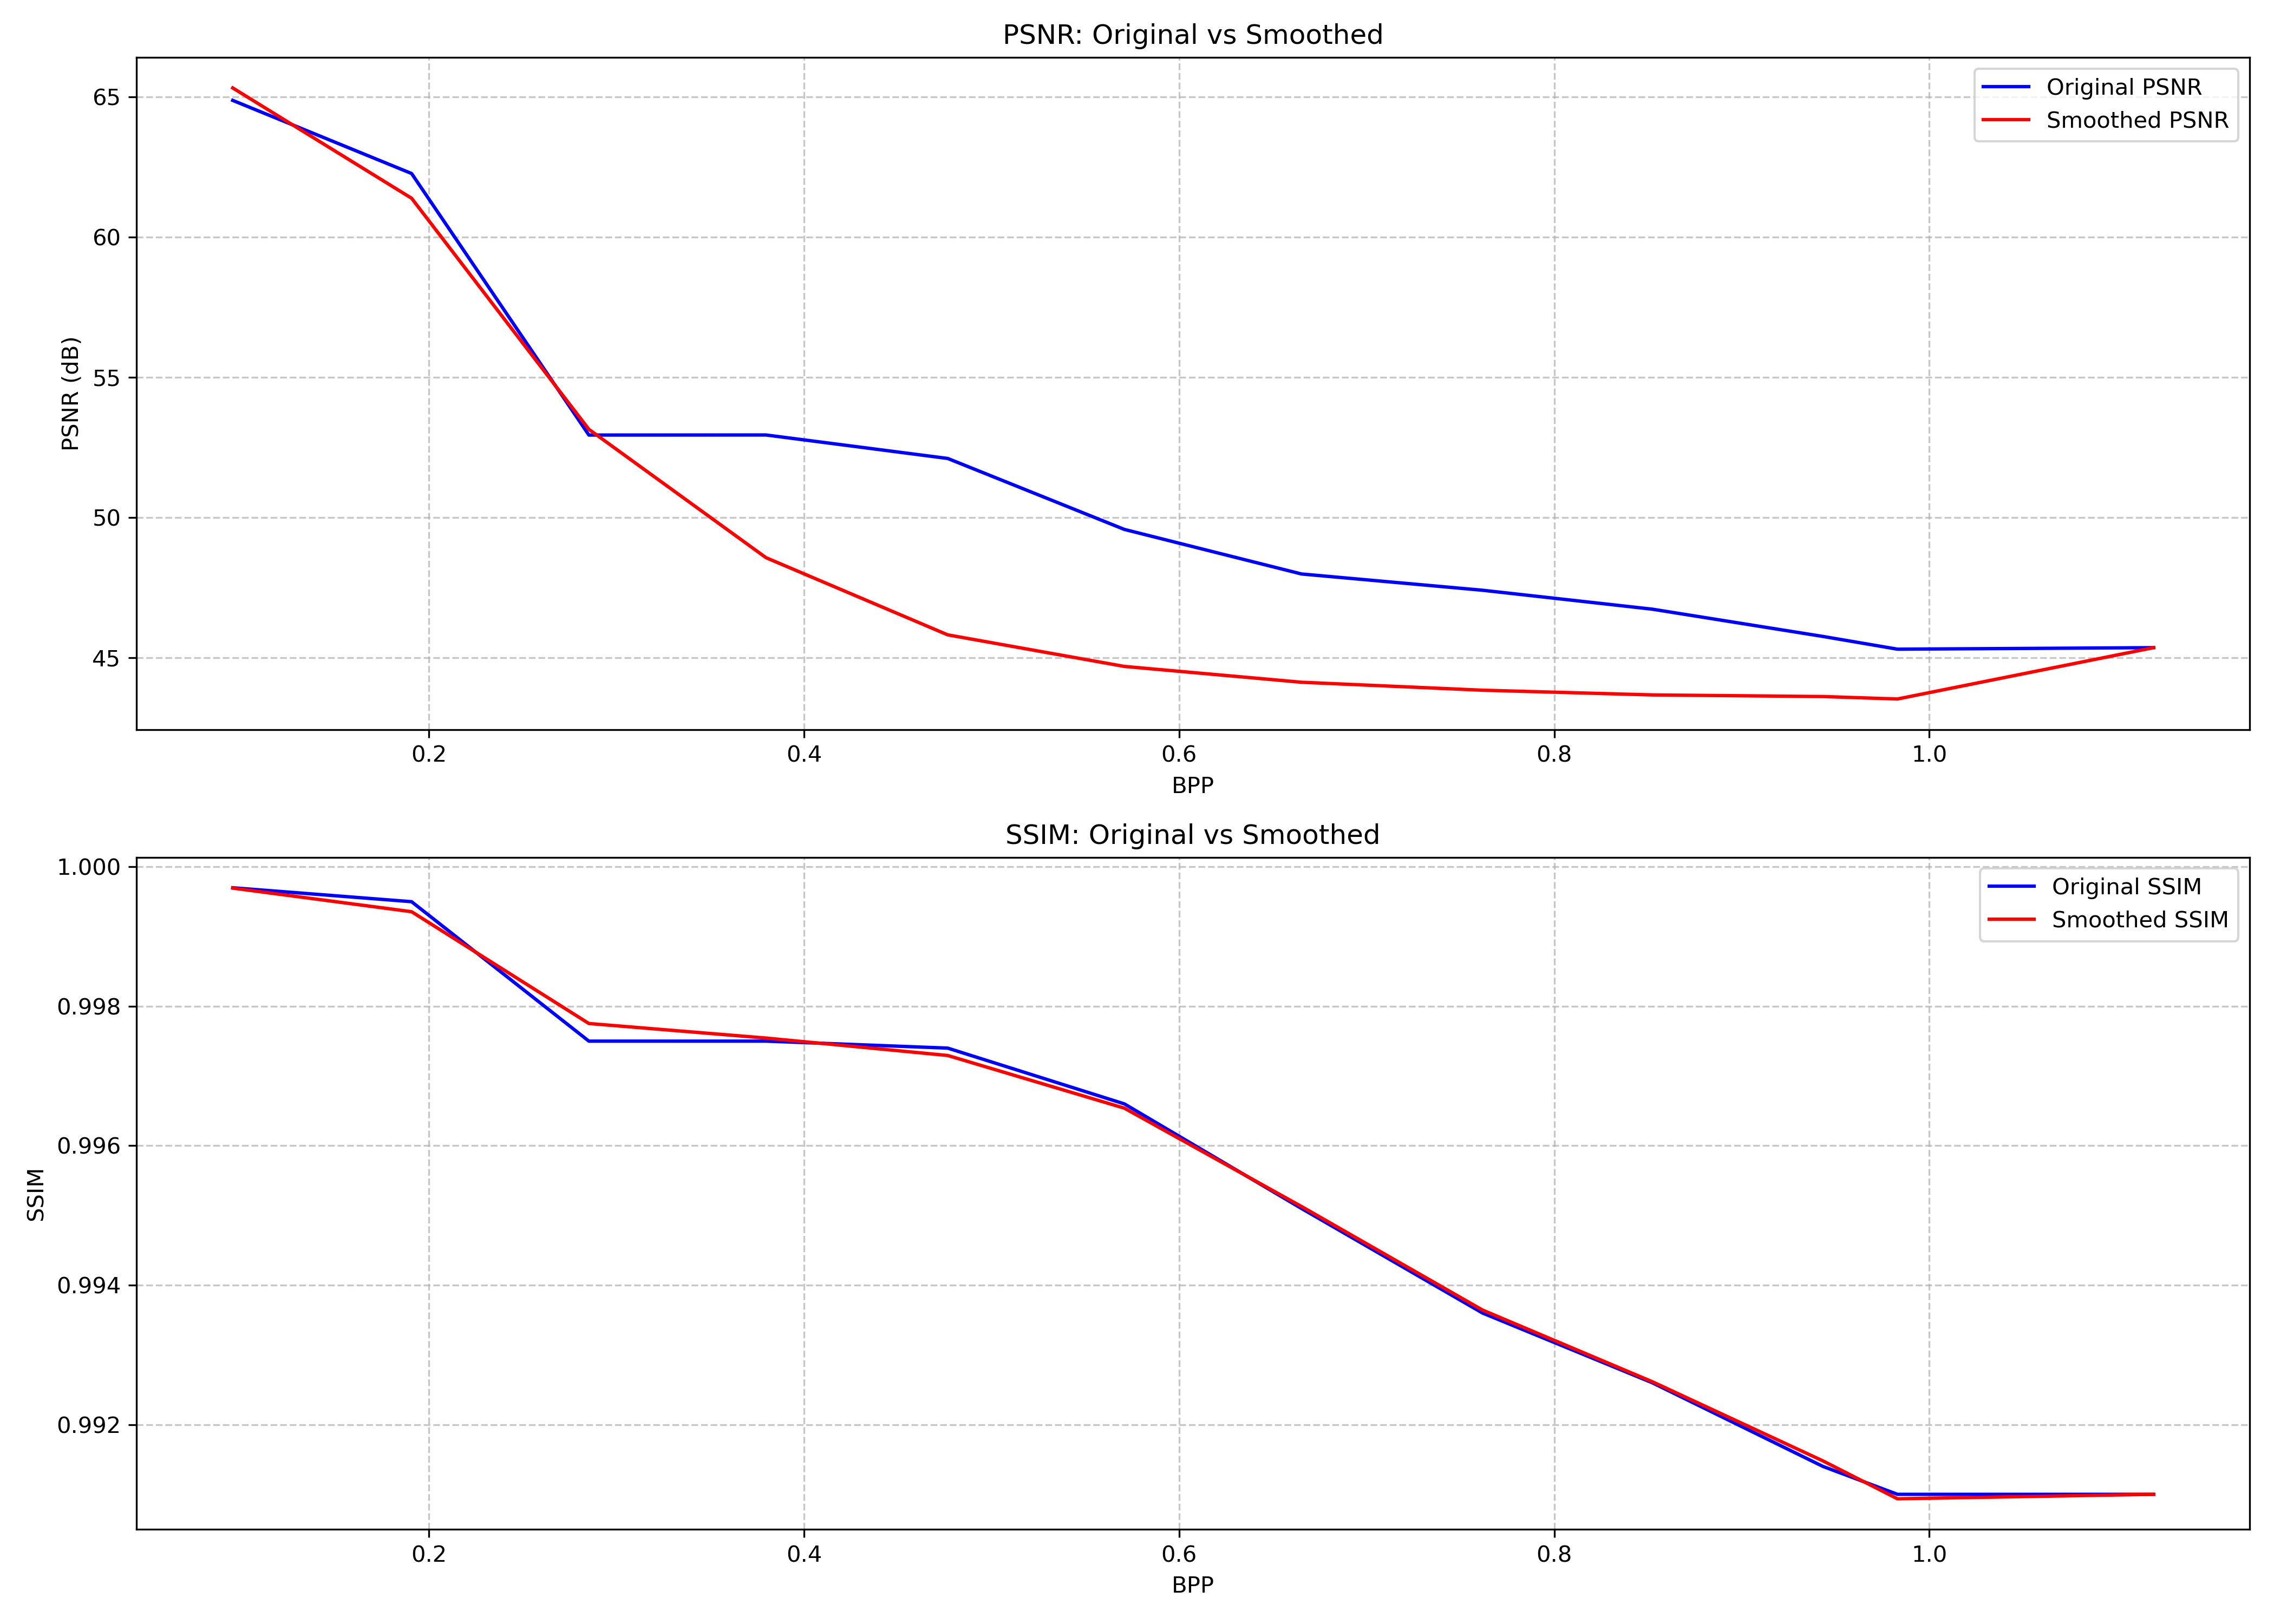 PSNR: Original vs Smoothed
Original PSNR
Smoothed PSNR
65
60
55
50
45
PSNR (dB)
0.2 0.4 0.6 0.8 1.0
BPP
SSIM: Original vs Smoothed
Original SSIM
Smoothed SSIM
1.000
0.998
0.996
0.994
0.992
SSIM
0.2 0.4 0.6 0.8 1.0
BPP